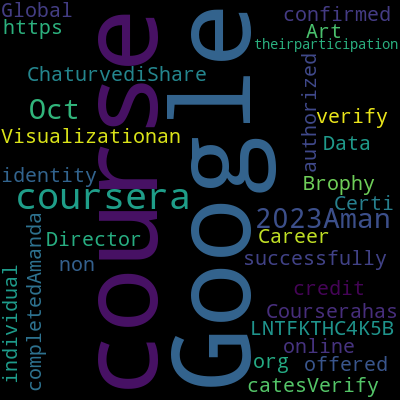 Global
https
confirmed
Art
theirparticipation
ChaturvediShare
course
Google
Oct
authorized
verify
Visualizationan
Data
identity
coursera
Brophy
Certi
2023Aman
Director
Career
non
successfully
individual
completedAmanda
credit
Courserahas
LNTFKTHC4K5B
online
org
offered
catesVerify